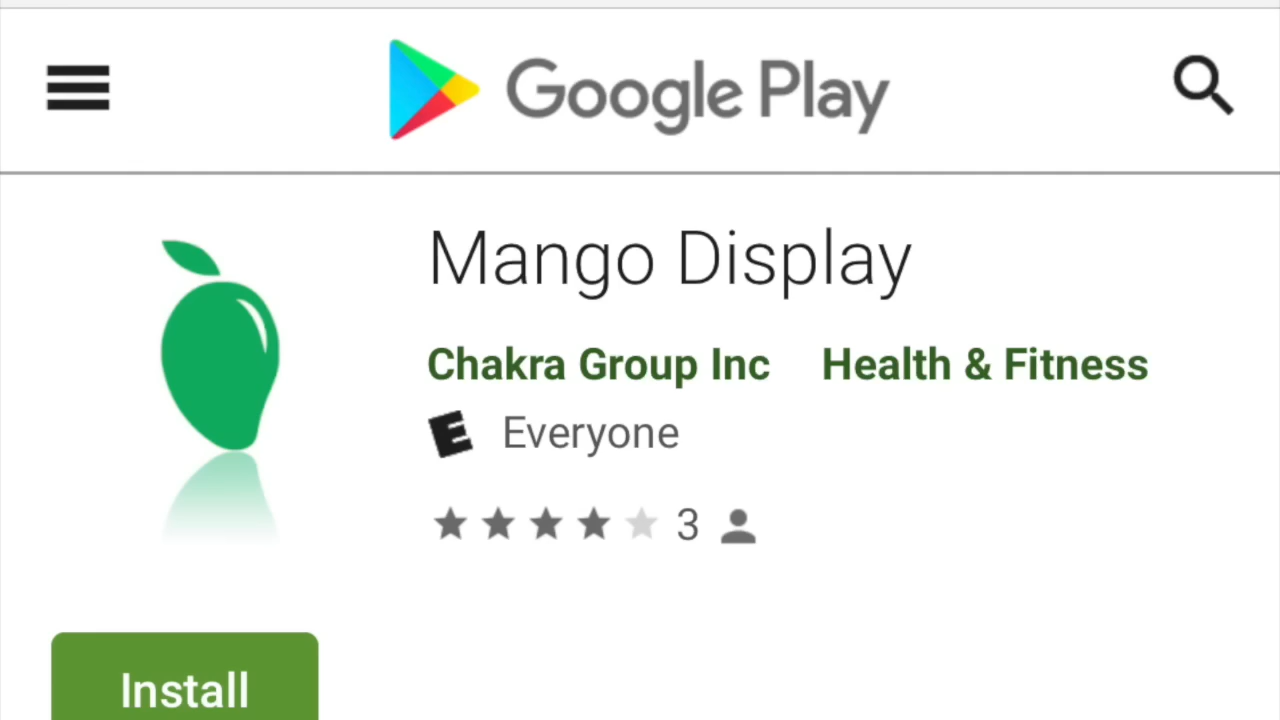 Google Play
Mango Display
Chakra Group Inc Health & Fitness
E Everyone
3
Install